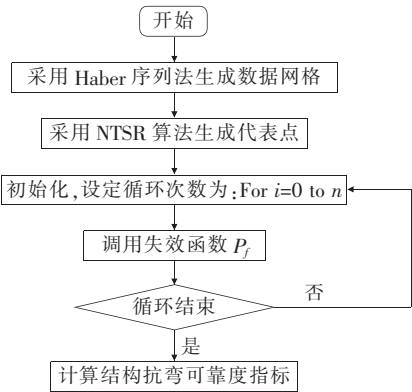 开始
采用 Haber 序列法生成数据网格
采用 NTSR 算法生成代表点
初始化,设定循环次数为:For i=0 to n
调用失效函数 Pf
循环结束
否
是
计算结构抗弯可靠度指标